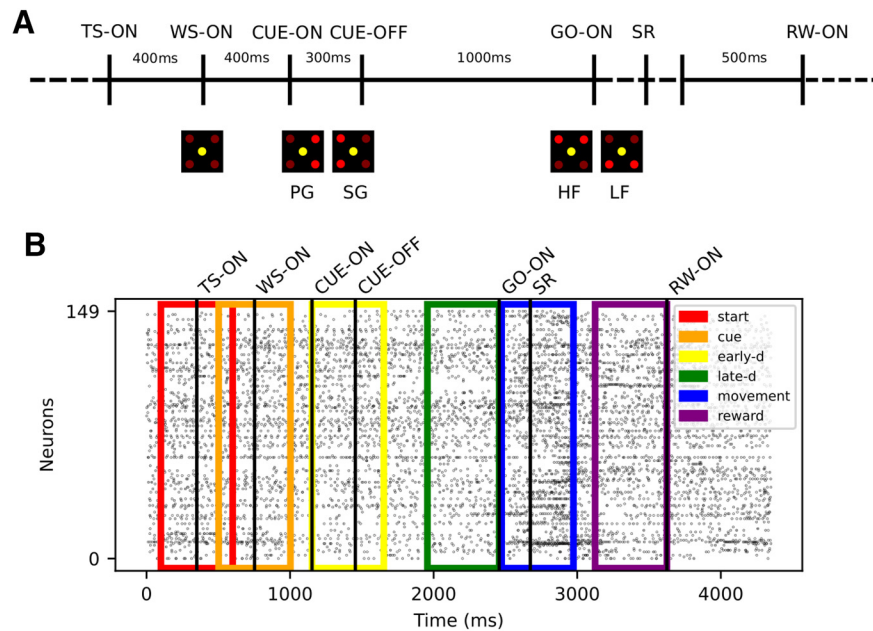 A
TS-ON WS-ON CUE-ON CUE-OFF GO-ON SR RW-ON
400ms 400ms 300ms 1000ms 500ms
PG SG HF LF
B
TS-ON WS-ON CUE-ON CUE-OFF GO-ON SR RW-ON
149
0
Neurons
start
cue
early-d
late-d
movement
reward
0 1000 2000 3000 4000
Time (ms)